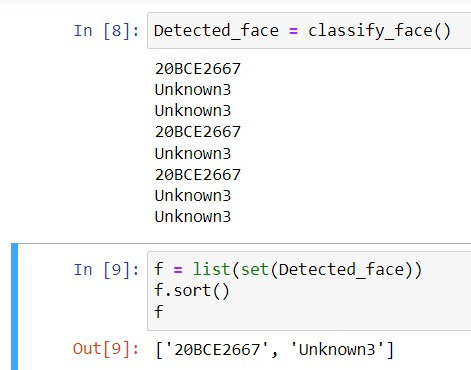 In [8]: Detected_face = classify_face()
20BCE2667
Unknown3
Unknown3
20BCE2667
Unknown3
20BCE2667
Unknown3
Unknown3
In [9]: f = list(set(Detected_face))
f.sort()
f
Out[9]: ['20BCE2667', 'Unknown3']